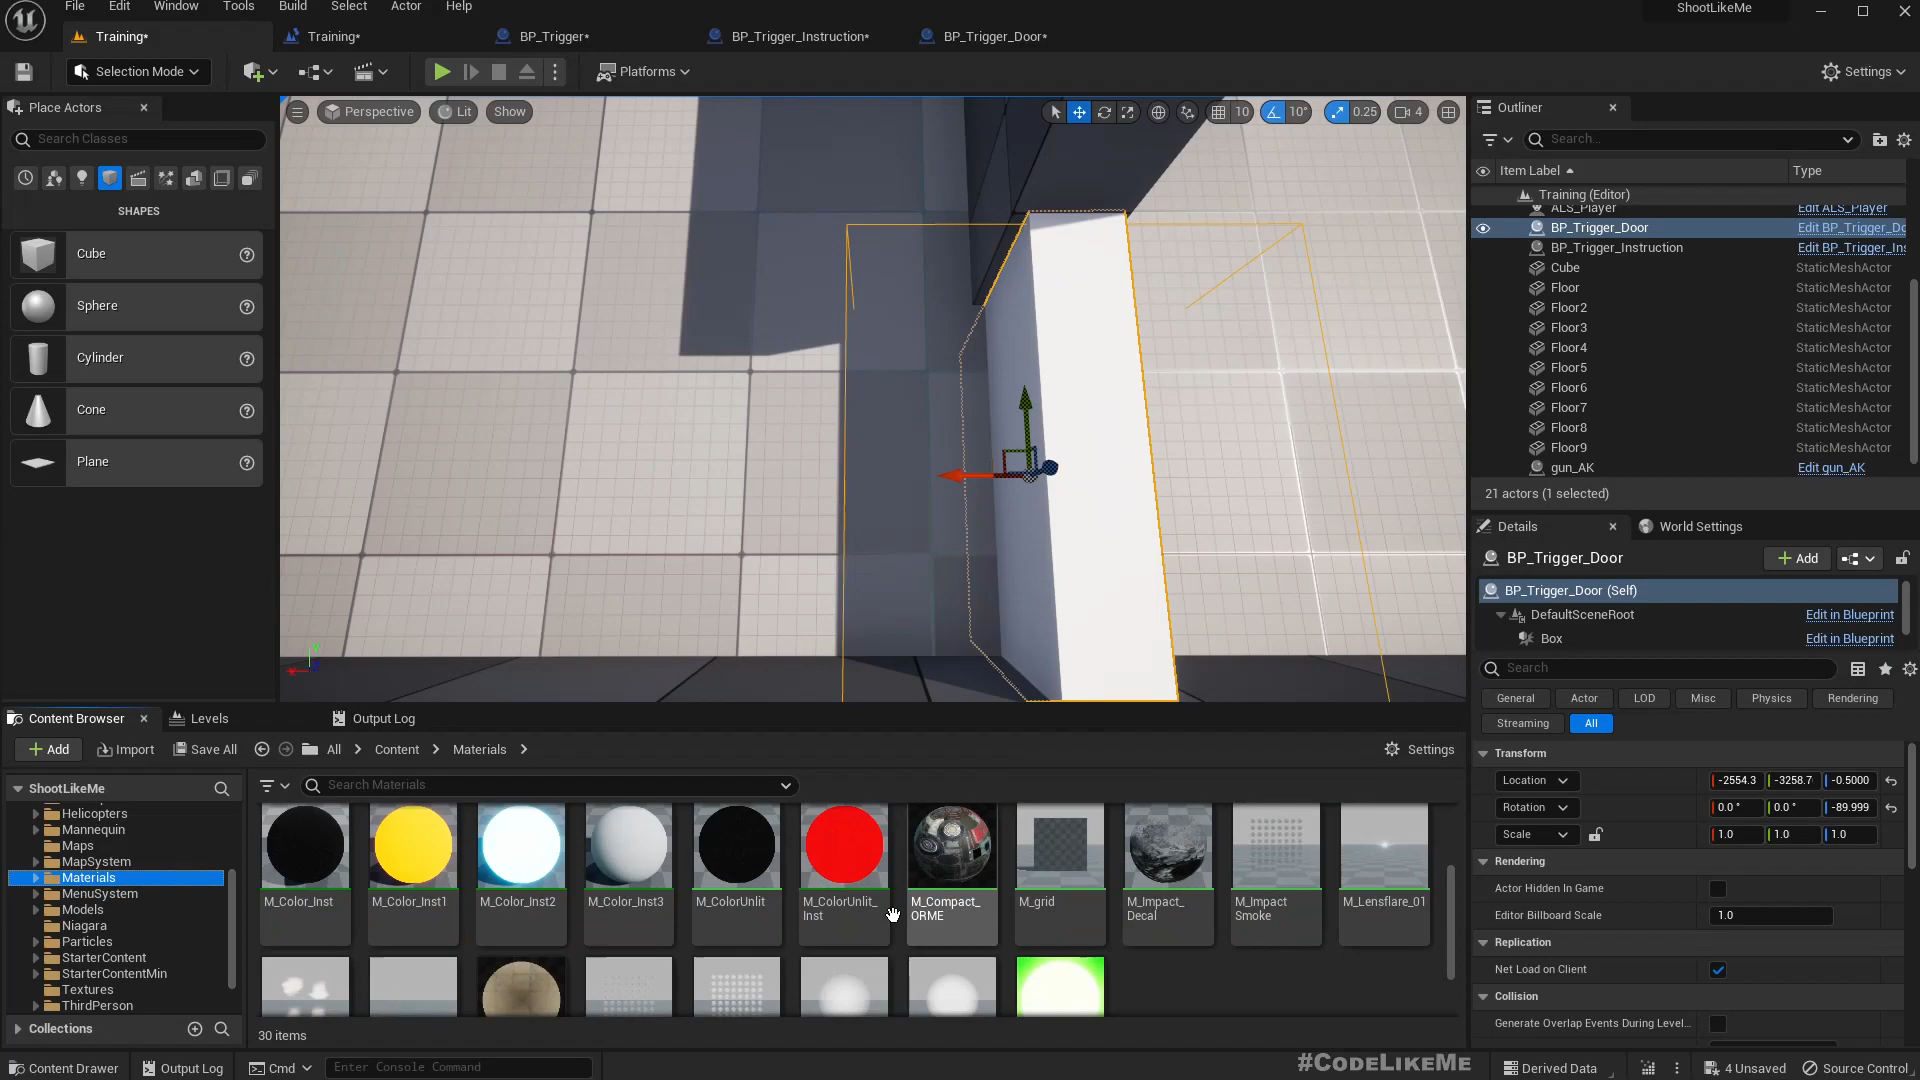 File Edit Window Tools Build Select Actor Help ShootLikeMe
Training* Training* BP_Trigger* BP_Trigger_Instruction* BP_Trigger_Door*
Selection Mode Platforms Settings
Place Actors
Search Classes
SHAPES
Cube
Sphere
Cylinder
Cone
Plane
Perspective Lit Show 10 10° 0.25 4
Outliner
Search...
Item Label Type
Training (Editor)
ALS_Player Edit ALS_Player
BP_Trigger_Door Edit BP_Trigger_Do
BP_Trigger_Instruction Edit BP_Trigger_Ins
Cube StaticMeshActor
Floor StaticMeshActor
Floor2 StaticMeshActor
Floor3 StaticMeshActor
Floor4 StaticMeshActor
Floor5 StaticMeshActor
Floor6 StaticMeshActor
Floor7 StaticMeshActor
Floor8 StaticMeshActor
Floor9 StaticMeshActor
gun_AK Edit gun_AK
21 actors (1 selected)
Details World Settings
BP_Trigger_Door Add
BP_Trigger_Door (Self)
DefaultSceneRoot Edit in Blueprint
Box Edit in Blueprint
Search
General Actor LOD Misc Physics Rendering
Streaming All
Transform
Location -2554.3 -3258.7 -0.5000
Rotation 0.0 ° 0.0 ° -89.999
Scale 1.0 1.0 1.0
Rendering
Actor Hidden In Game
Editor Billboard Scale 1.0
Replication
Net Load on Client
Collision
Generate Overlap Events During Level...
Content Browser Levels Output Log
Add Import Save All All Content Materials Settings
ShootLikeMe
Search Materials
Helicopters
Mannequin
Maps
MapSystem
Materials
MenuSystem
Models
Niagara
Particles
StarterContent
StarterContentMin
Textures
ThirdPerson
Collections
M_Color_Inst M_Color_Inst1 M_Color_Inst2 M_Color_Inst3 M_ColorUnlit M_ColorUnlit_ M_Compact_ M_grid M_Impact_ M_Impact M_Lensflare_01
Inst ORME Decal Smoke
30 items
Content Drawer Output Log Cmd Enter Console Command #CODELIKEME Derived Data 4 Unsaved Source Control